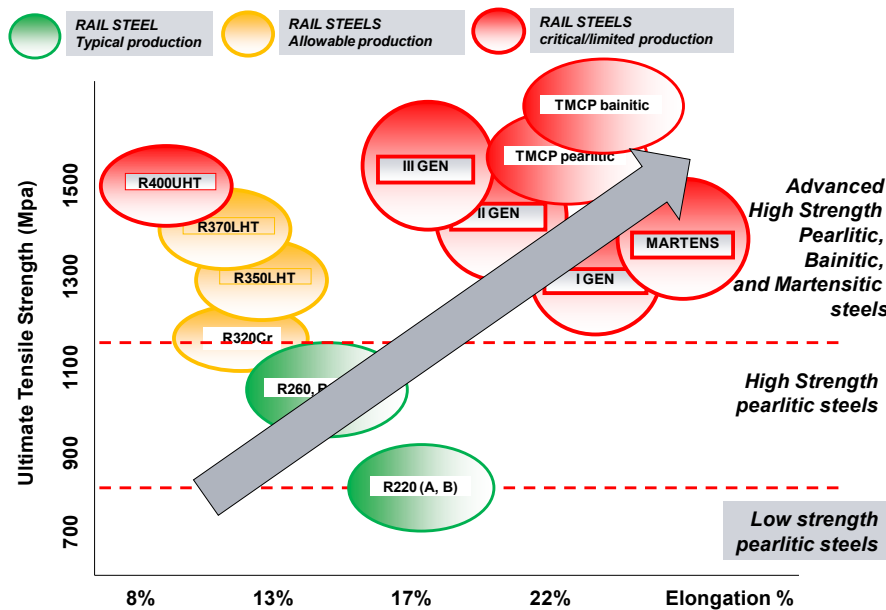 RAIL STEEL
Typical production
RAIL STEELS
Allowable production
RAIL STEELS
critical/limited production
Ultimate Tensile Strength (Mpa)
1500
1300
1100
900
700
R400UHT
R370LHT
R350LHT
R320Cr
R260,
R220 (A, B)
III GEN
II GEN
I GEN
TMCP pearlitic
TMCP bainitic
MARTENS
Advanced
High Strength
Pearlitic,
Bainitic,
and Martensitic
steels
High Strength
pearlitic steels
Low strength
pearlitic steels
8%
13%
17%
22%
Elongation %